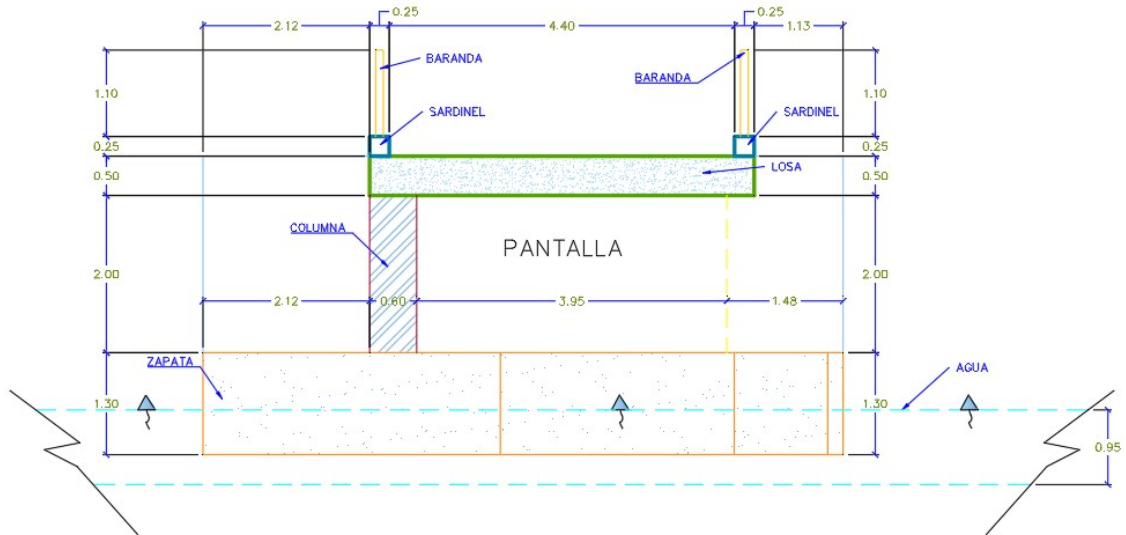 0.25
0.25
2.12
4.40
1.13
BARANDA
BARANDA
1.10
1.10
SARDINEL
SARDINEL
0.25
0.25
0.50
LOSA
0.50
COLUMNA
PANTALLA
2.00
2.00
2.12
0.60
3.95
1.48
ZAPATA
AGUA
1.30
1.30
0.95